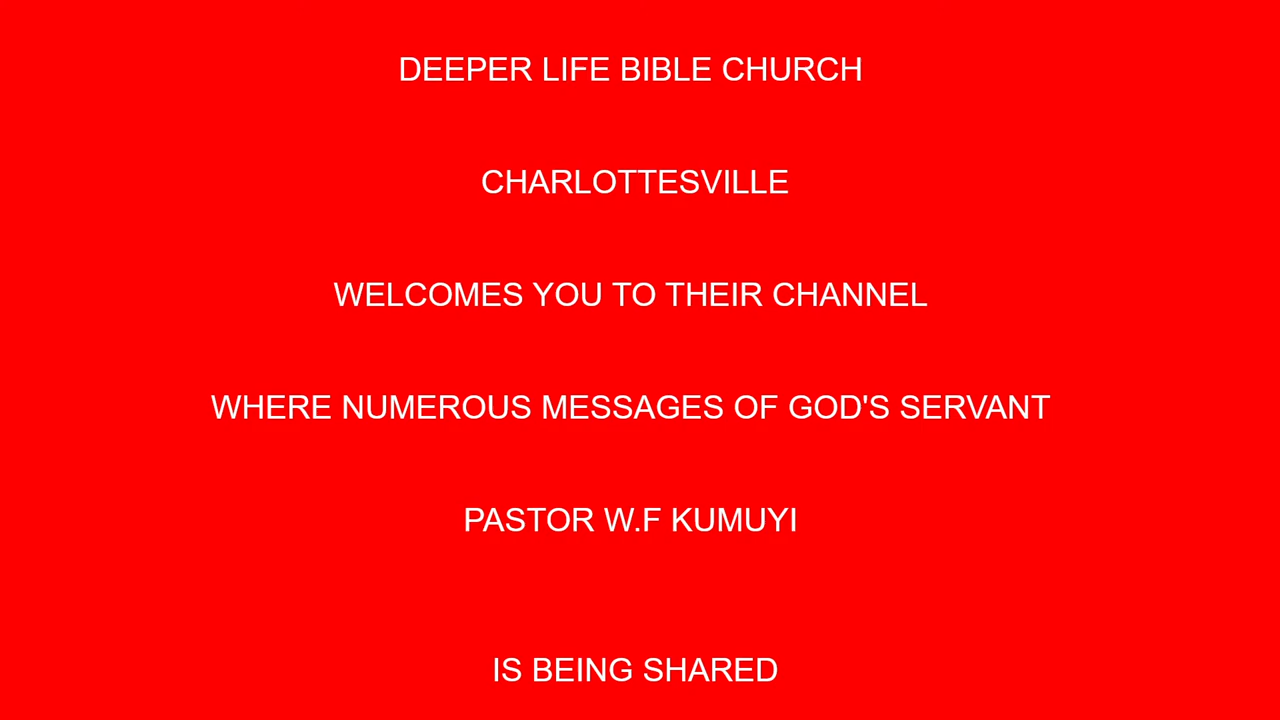 DEEPER LIFE BIBLE CHURCH
CHARLOTTESVILLE
WELCOMES YOU TO THEIR CHANNEL
WHERE NUMEROUS MESSAGES OF GOD'S SERVANT
PASTOR W.F KUMUYI
IS BEING SHARED